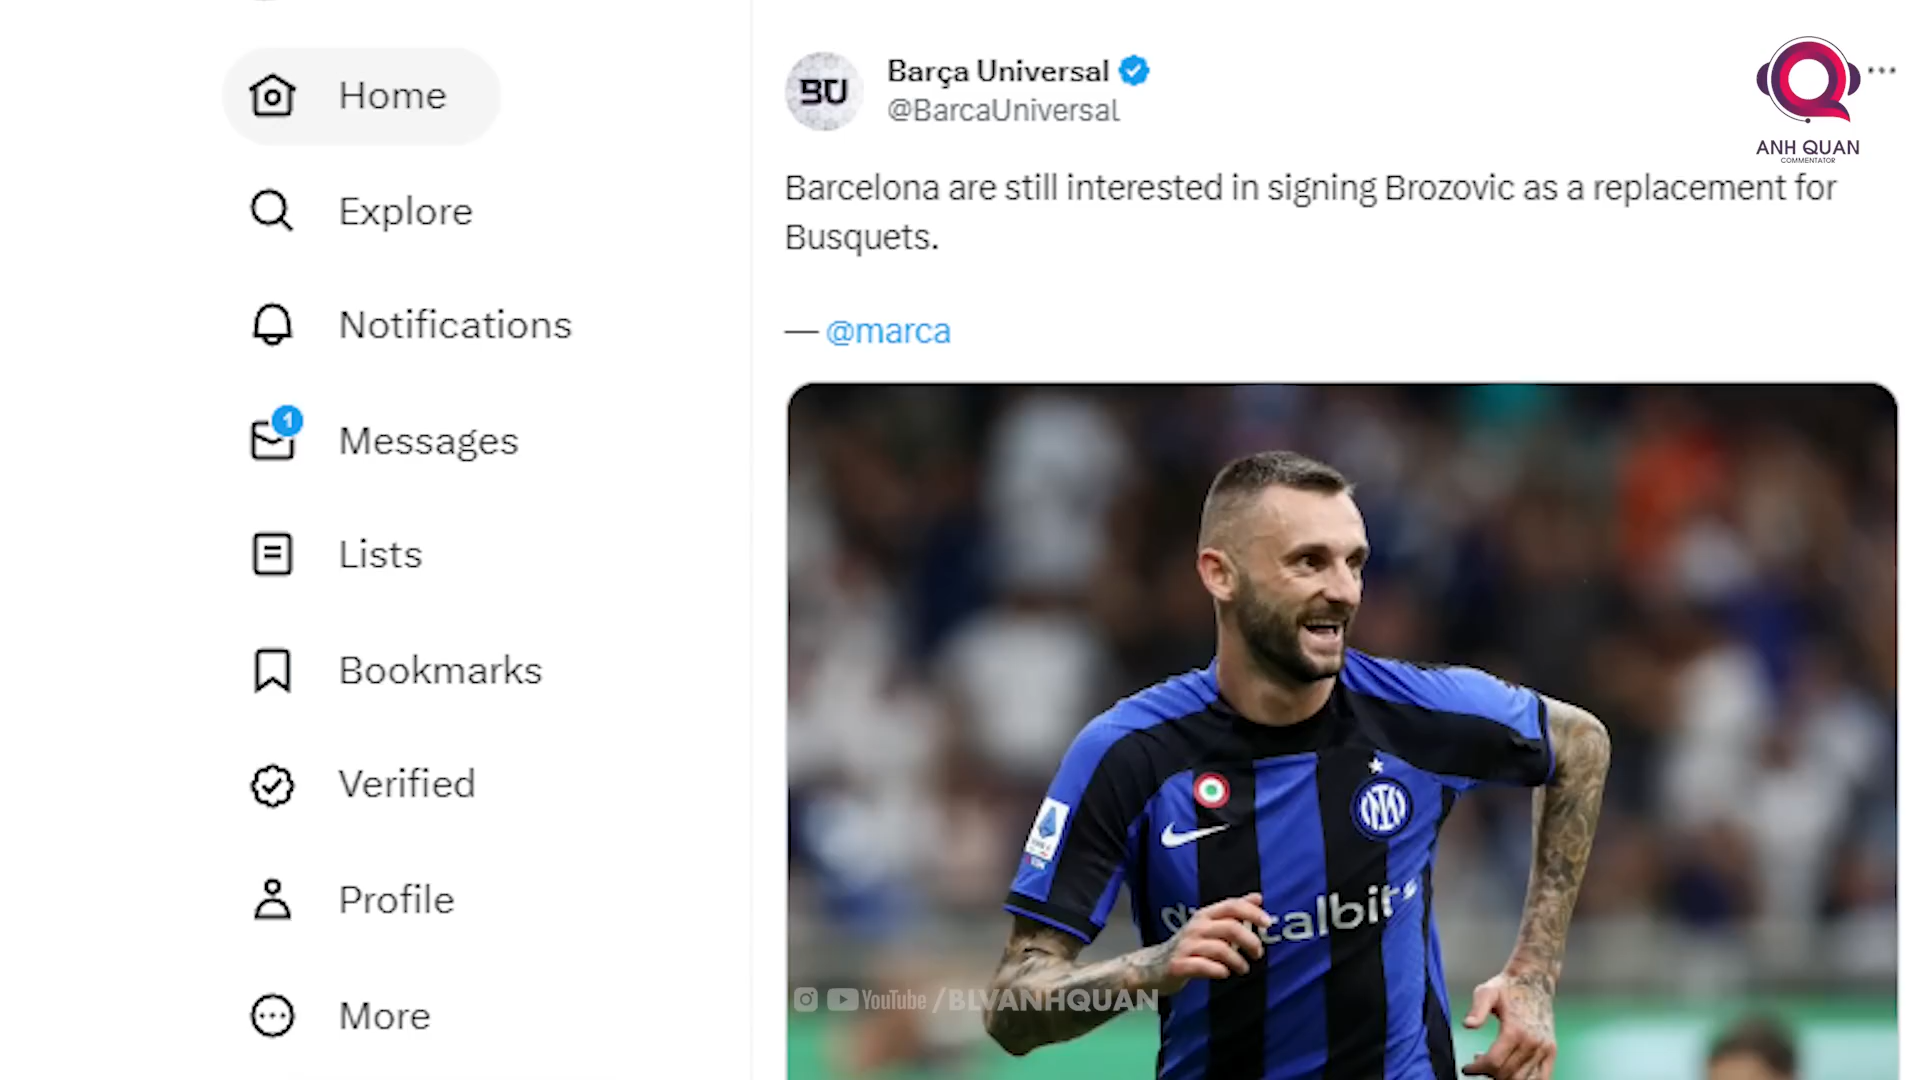 Home
Explore
Notifications
1
Messages
Lists
Bookmarks
Verified
Profile
More
BU
Barça Universal
@BarcaUniversal
Barcelona are still interested in signing Brozovic as a replacement for
Busquets.
— @marca
ANH QUAN
COMMENTATOR
YouTube /BLVANHQUAN